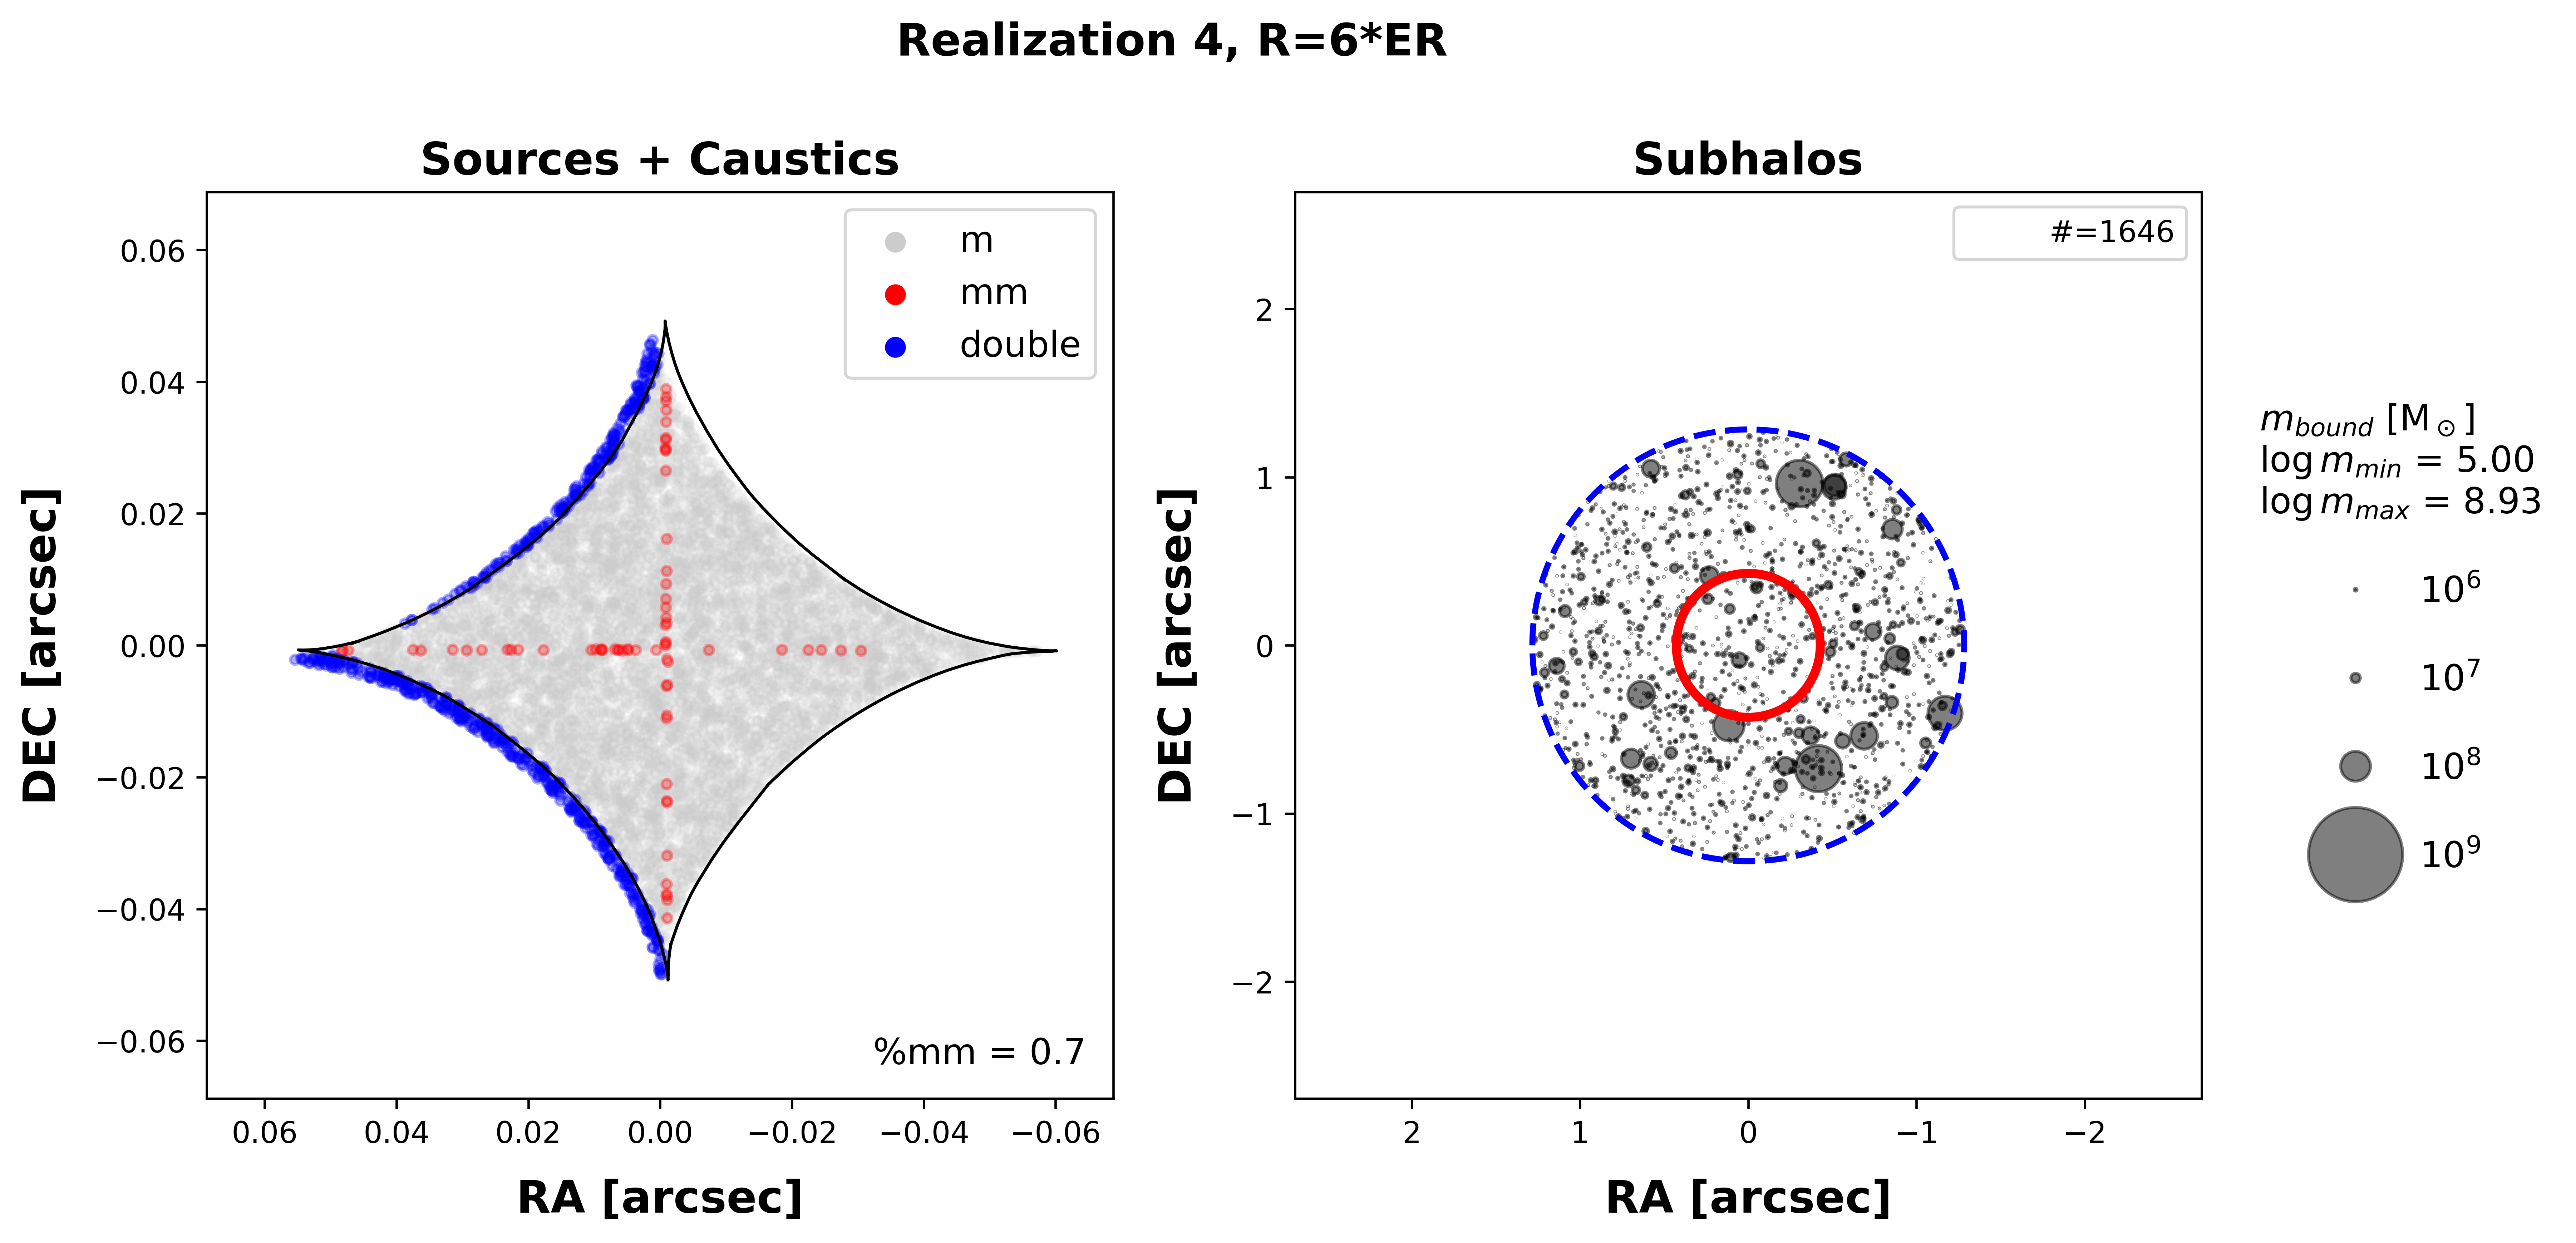 Realization 4, R=6*ER
Sources + Caustics
m
mm
double
0.06
0.04
0.02
0.00
−0.02
−0.04
−0.06
DEC [arcsec]
%mm = 0.7
0.06
0.04
0.02
0.00
−0.02
−0.04
−0.06
RA [arcsec]
Subhalos
#=1646
2
1
0
−1
−2
DEC [arcsec]
2
1
0
−1
−2
RA [arcsec]
m_bound [M_⊙]
log m_min = 5.00
log m_max = 8.93
10^6
10^7
10^8
10^9